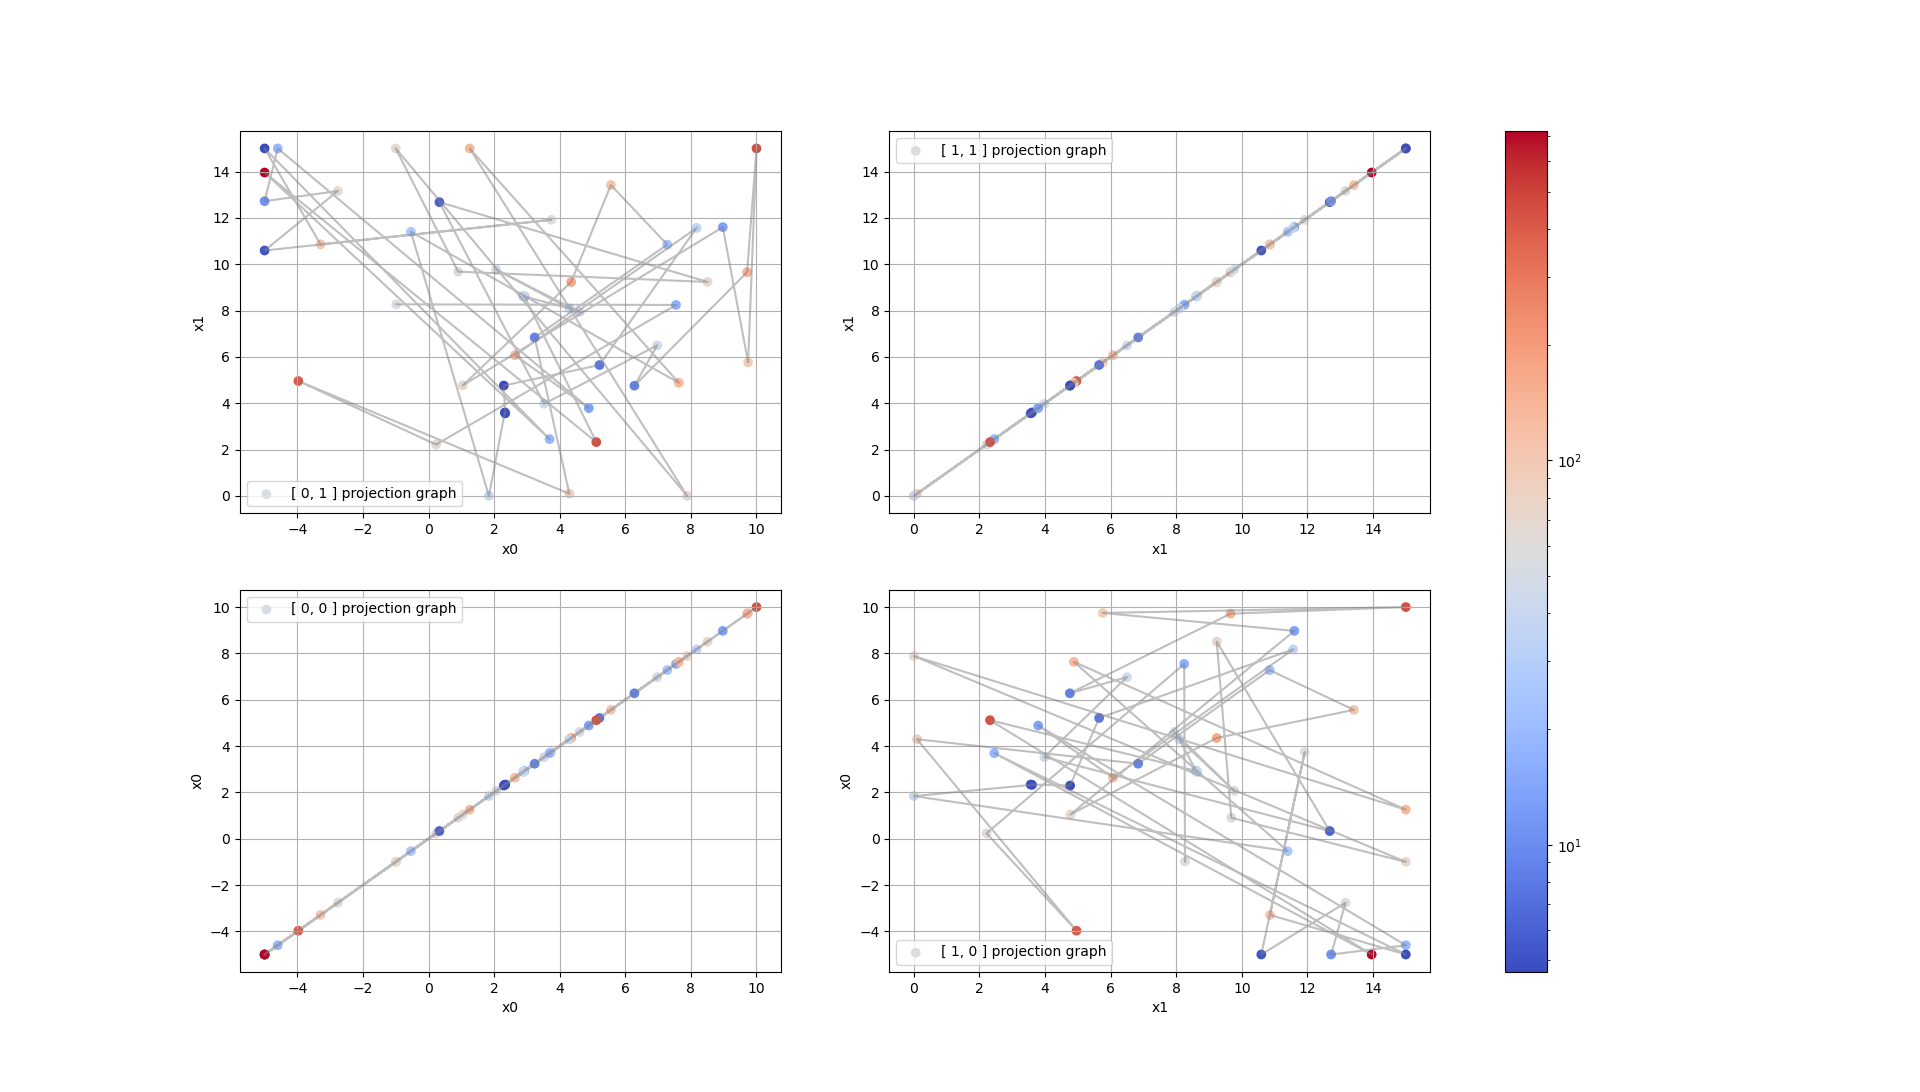 14
12
10
8
6
4
2
0
x1
[ 0, 1 ] projection graph
−4 −2 0 2 4 6 8 10
x0
14
12
10
8
6
4
2
0
x1
[ 1, 1 ] projection graph
0 2 4 6 8 10 12 14
x1
10
8
6
4
2
0
−2
−4
x0
[ 0, 0 ] projection graph
−4 −2 0 2 4 6 8 10
x0
10
8
6
4
2
0
−2
−4
x0
[ 1, 0 ] projection graph
0 2 4 6 8 10 12 14
x1
10²
10¹